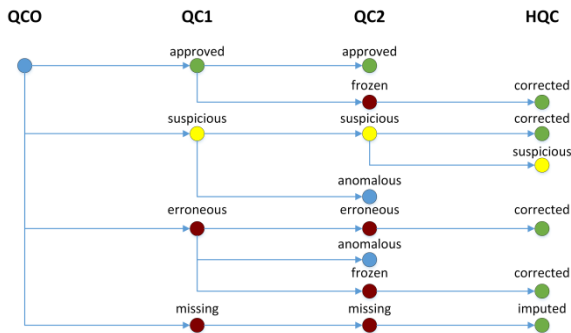 QCO QC1 QC2 HQC
approved approved
frozen corrected
suspicious suspicious corrected
suspicious
anomalous
erroneous erroneous corrected
anomalous
frozen corrected
missing missing imputed